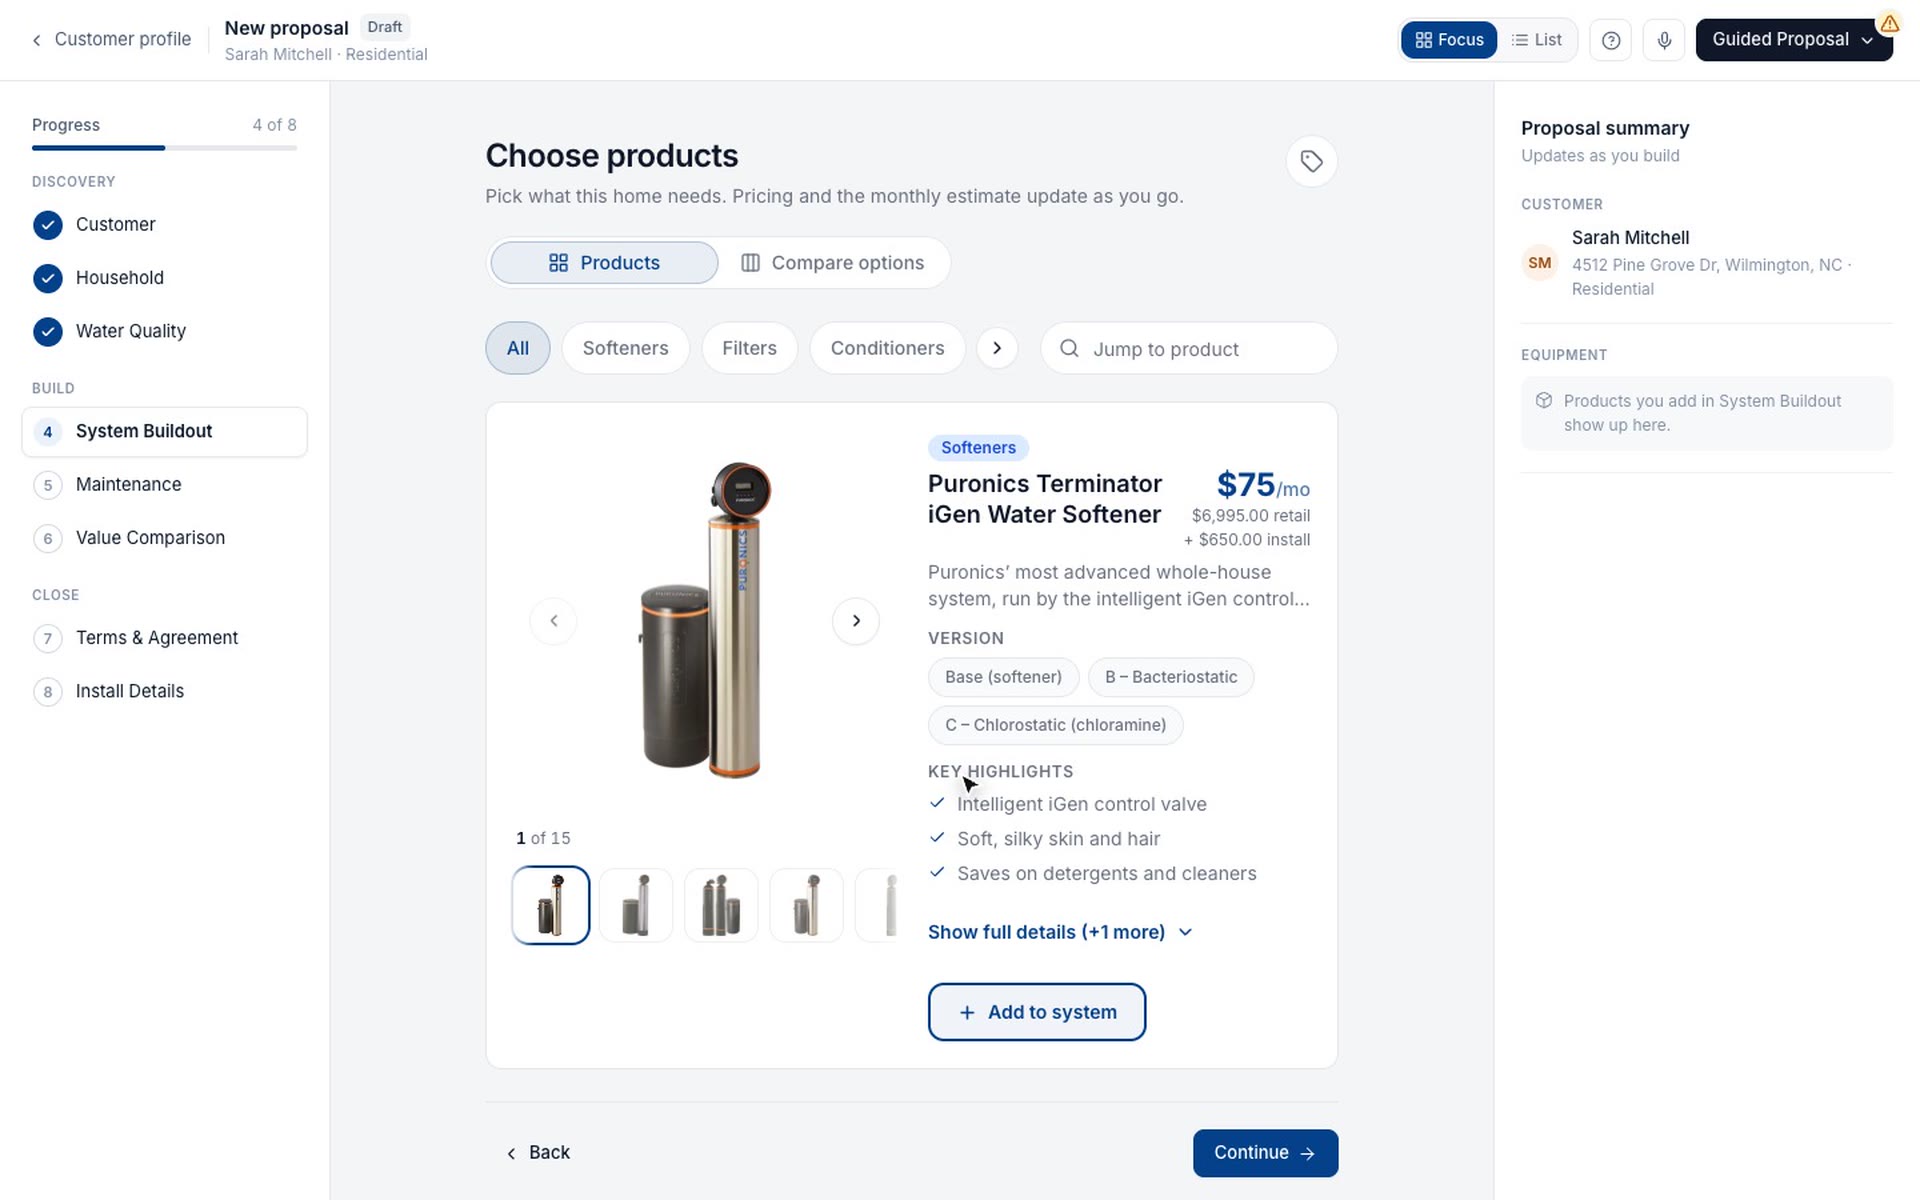 Customer profile
New proposal
Draft
Sarah Mitchell · Residential
Focus
List
Guided Proposal
Progress
4 of 8
DISCOVERY
Customer
Household
Water Quality
BUILD
4
System Buildout
5
Maintenance
6
Value Comparison
CLOSE
7
Terms & Agreement
8
Install Details
Choose products
Pick what this home needs. Pricing and the monthly estimate update as you go.
Products
Compare options
All
Softeners
Filters
Conditioners
Jump to product
PURONICS
PURONICS
1 of 15
Softeners
Puronics Terminator
iGen Water Softener
$75/mo
$6,995.00 retail
+ $650.00 install
Puronics’ most advanced whole-house
system, run by the intelligent iGen control…
VERSION
Base (softener)
B – Bacteriostatic
C – Chlorostatic (chloramine)
KEY HIGHLIGHTS
Intelligent iGen control valve
Soft, silky skin and hair
Saves on detergents and cleaners
Show full details (+1 more)
Add to system
Back
Continue
Proposal summary
Updates as you build
CUSTOMER
SM
Sarah Mitchell
4512 Pine Grove Dr, Wilmington, NC ·
Residential
EQUIPMENT
Products you add in System Buildout
show up here.